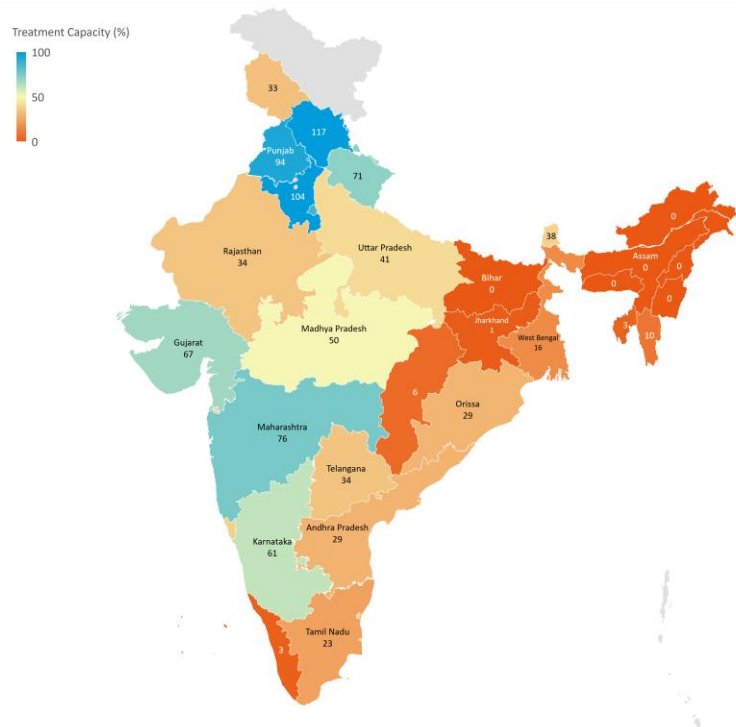 Treatment Capacity (%)
100
50
0
33
117
Punjab
94
104
71
Rajasthan
34
Uttar Pradesh
41
38
0
Assam
0
0
0
0
Bihar
0
Jharkhand
1
West Bengal
16
3
10
Gujarat
67
Madhya Pradesh
50
6
Orissa
29
Maharashtra
76
Telangana
34
Andhra Pradesh
29
Karnataka
61
Tamil Nadu
23
3